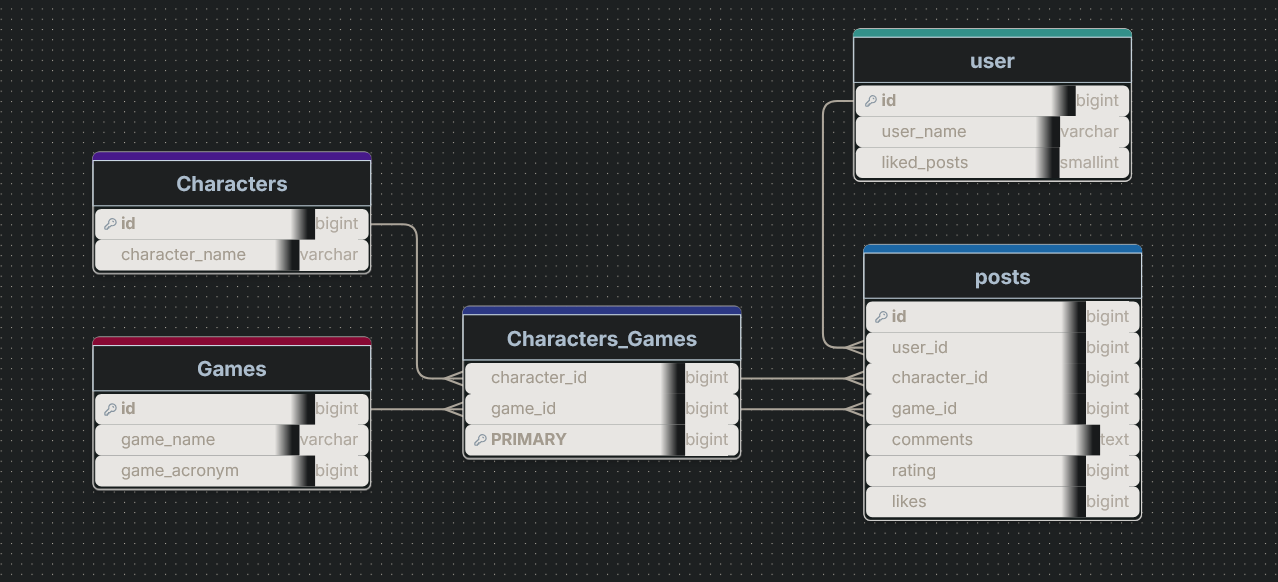 user
id bigint
user_name varchar
liked_posts smallint
Characters
id bigint
character_name varchar
posts
id bigint
user_id bigint
character_id bigint
game_id bigint
comments text
rating bigint
likes bigint
Characters_Games
character_id bigint
game_id bigint
PRIMARY bigint
Games
id bigint
game_name varchar
game_acronym bigint